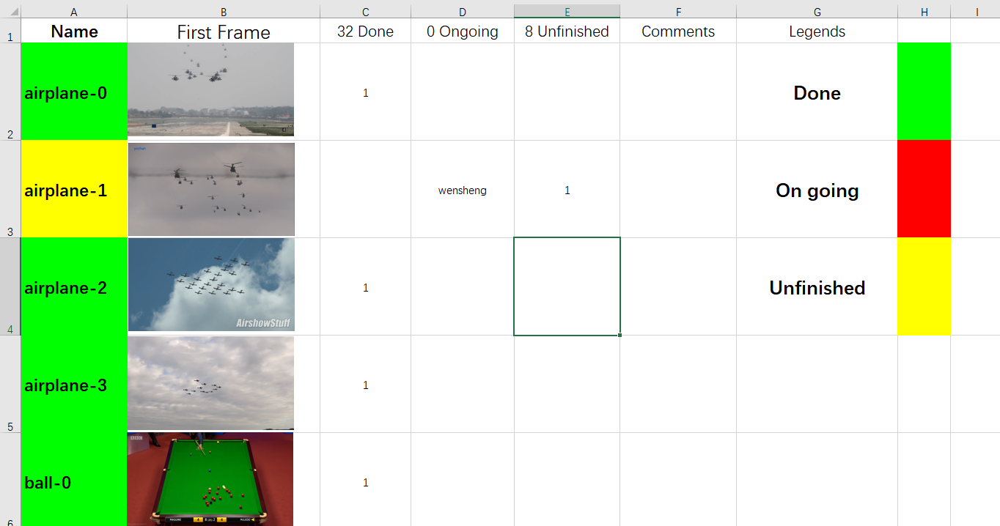 A B C D E F G H I
1 Name First Frame 32 Done 0 Ongoing 8 Unfinished Comments Legends
2 airplane-0 1 Done
3 airplane-1 wensheng 1 On going
4 airplane-2 AirshowStuff 1 Unfinished
5 airplane-3 1
6 ball-0 BBC 1